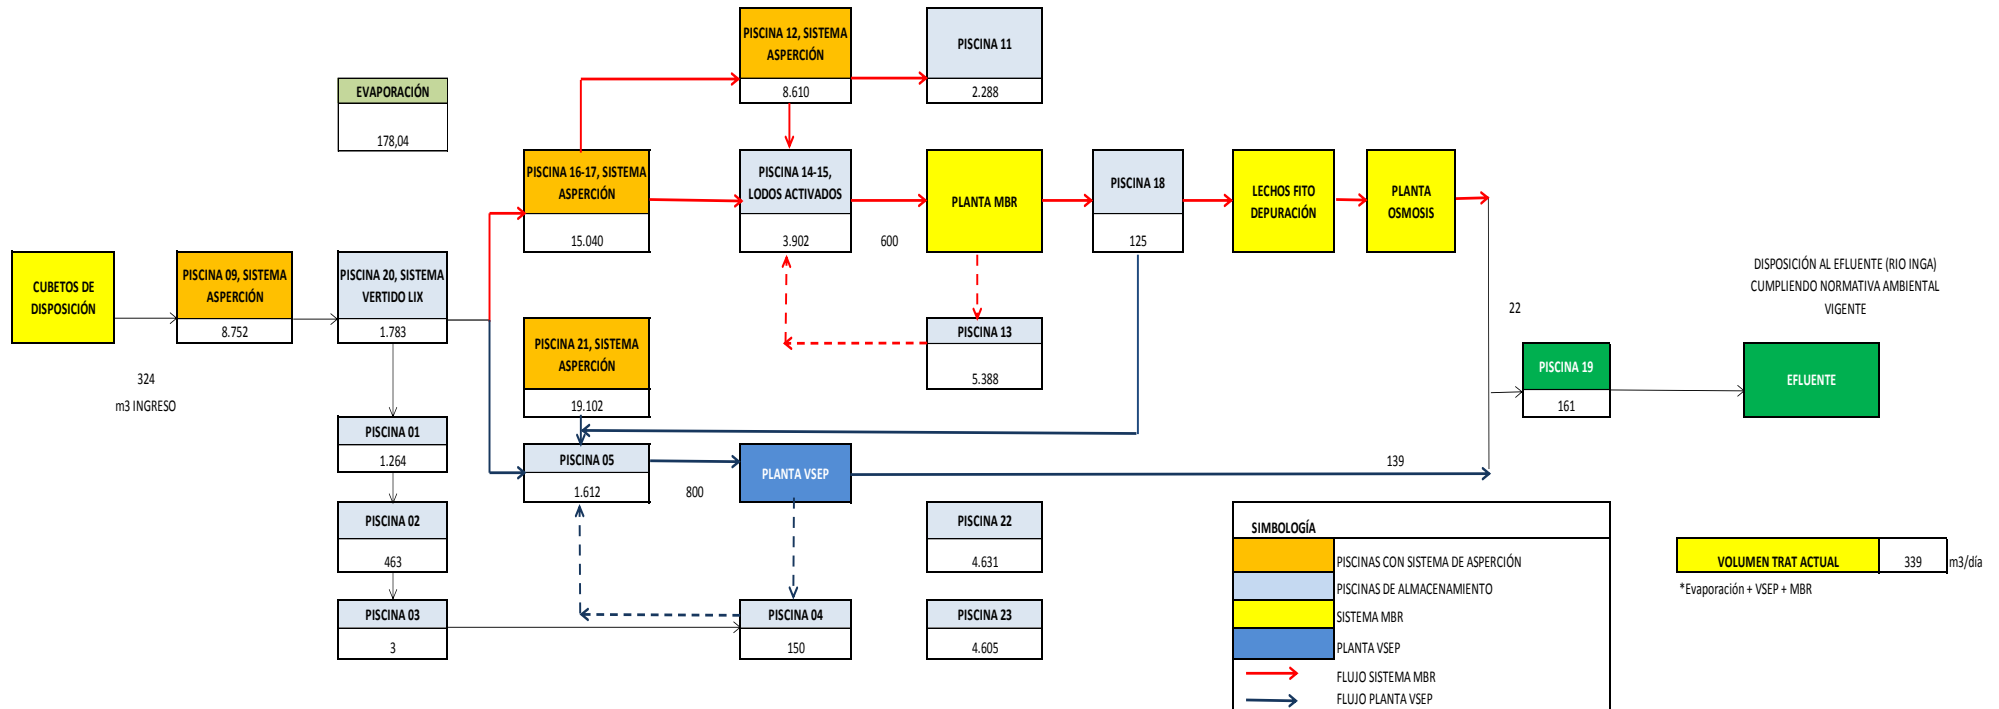 PISCINA 12, SISTEMA
ASPERCIÓN
8.610
PISCINA 11
2.288
EVAPORACIÓN
178,04
PISCINA 16-17, SISTEMA
ASPERCIÓN
15.040
PISCINA 14-15,
LODOS ACTIVADOS
3.902
600
PLANTA MBR
PISCINA 18
125
LECHOS FITO
DEPURACIÓN
PLANTA
OSMOSIS
CUBETOS DE
DISPOSICIÓN
324
m3 INGRESO
PISCINA 09, SISTEMA
ASPERCIÓN
8.752
PISCINA 20, SISTEMA
VERTIDO LIX
1.783
PISCINA 21, SISTEMA
ASPERCIÓN
19.102
PISCINA 13
5.388
22
DISPOSICIÓN AL EFLUENTE (RIO INGA)
CUMPLIENDO NORMATIVA AMBIENTAL
VIGENTE
PISCINA 19
161
EFLUENTE
PISCINA 01
1.264
PISCINA 05
1.612
800
PLANTA VSEP
139
PISCINA 02
463
PISCINA 22
4.631
PISCINA 03
3
PISCINA 04
150
PISCINA 23
4.605
SIMBOLOGÍA
PISCINAS CON SISTEMA DE ASPERCIÓN
PISCINAS DE ALMACENAMIENTO
SISTEMA MBR
PLANTA VSEP
FLUJO SISTEMA MBR
FLUJO PLANTA VSEP
VOLUMEN TRAT ACTUAL 339 m3/día
*Evaporación + VSEP + MBR